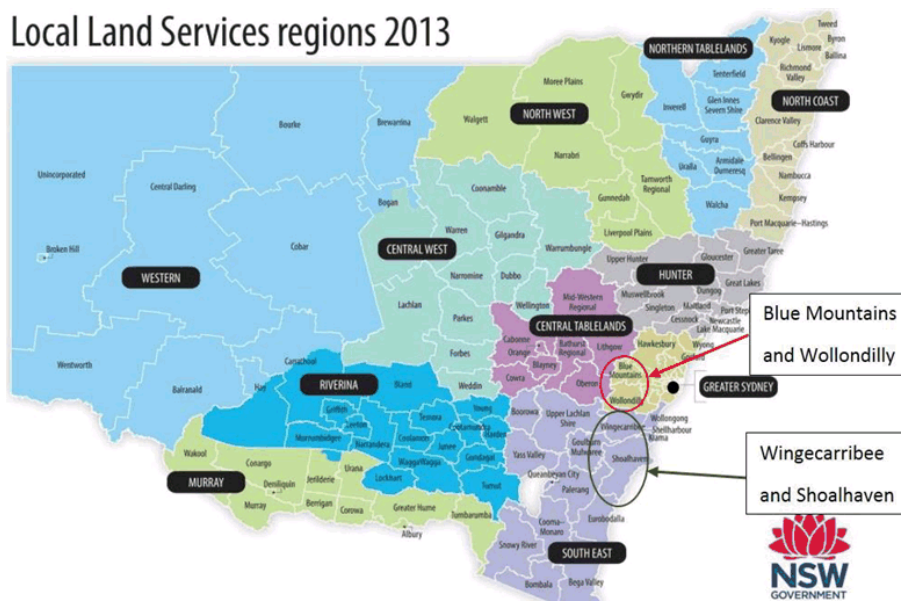 Local Land Services regions 2013
NORTHERN TABLELANDS
Tweed
Kyogle
Byron
Lismore
Ballina
Richmond
Valley
Tenterfield
Moree Plains
Gwydir
Inverell
Glen Innes
Severn Shire
NORTH COAST
Clarence Valley
Walgett
NORTH WEST
Brewarrina
Bourke
Guyra
Coffs Harbour
Narrabri
Armidale
Dumeresq
Bellingen
Uralla
Nambucca
Unincorporated
Central Darling
Coonamble
Tamworth
Regional
Gunnedah
Walcha
Kempsey
Bogan
Port Macquarie–Hastings
Broken Hill
Cobar
Warren
Gilgandra
Liverpool Plains
CENTRAL WEST
Warrumbungle
Upper Hunter
Gloucester
Greater Taree
WESTERN
Narromine
Dubbo
HUNTER
Great Lakes
Mid-Western
Regional
Muswellbrook
Dungog
Singleton
Maitland
Port Step
Lachlan
Wellington
Parkes
Cessnock
Newcastle
Lake Macquarie
CENTRAL TABLELANDS
Cabonne
Orange
Bathurst
Regional
Lithgow
Hawkesbury
Wyong
Gosford
Blue Mountains
and Wollondilly
Wentworth
Forbes
Blayney
Blue
Mountains
Balranald
Hay
Carrathool
RIVERINA
Bland
Weddin
Cowra
Oberon
Wollondilly
GREATER SYDNEY
Griffith
Leeton
Temora
Young
Cootamundra
Harden
Boorowa
Upper Lachlan
Shire
Wingecarribee
Wollongong
Shellharbour
Kiama
Murrumbidgee
Narrandera
Coolamon
Junee
Gundagai
Yass Valley
Goulburn
Mulwaree
Shoalhaven
Wingecarribee
and Shoalhaven
Wakool
Conargo
Urana
Lockhart
Wagga Wagga
Tumut
Queanbeyan City
Palerang
MURRAY
Deniliquin
Jerilderie
Murray
Berrigan
Corowa
Greater Hume
Tumbarumba
Albury
Eurobodalla
Cooma–
Monaro
Snowy River
SOUTH EAST
Bombala
Bega Valley
NSW
GOVERNMENT